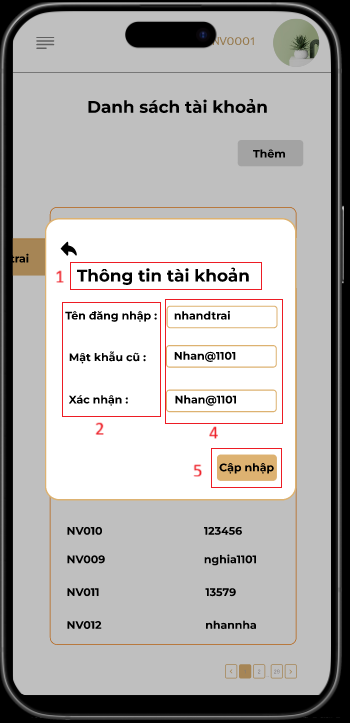 NV0001
Danh sách tài khoản
Thêm
trai
1 Thông tin tài khoản
Tên đăng nhập : nhandtrai
Mật khẩu cũ : Nhan@1101
Xác nhận : Nhan@1101
2 4
5 Cập nhập
NV010 123456
NV009 nghia1101
NV011 13579
NV012 nhannha
2